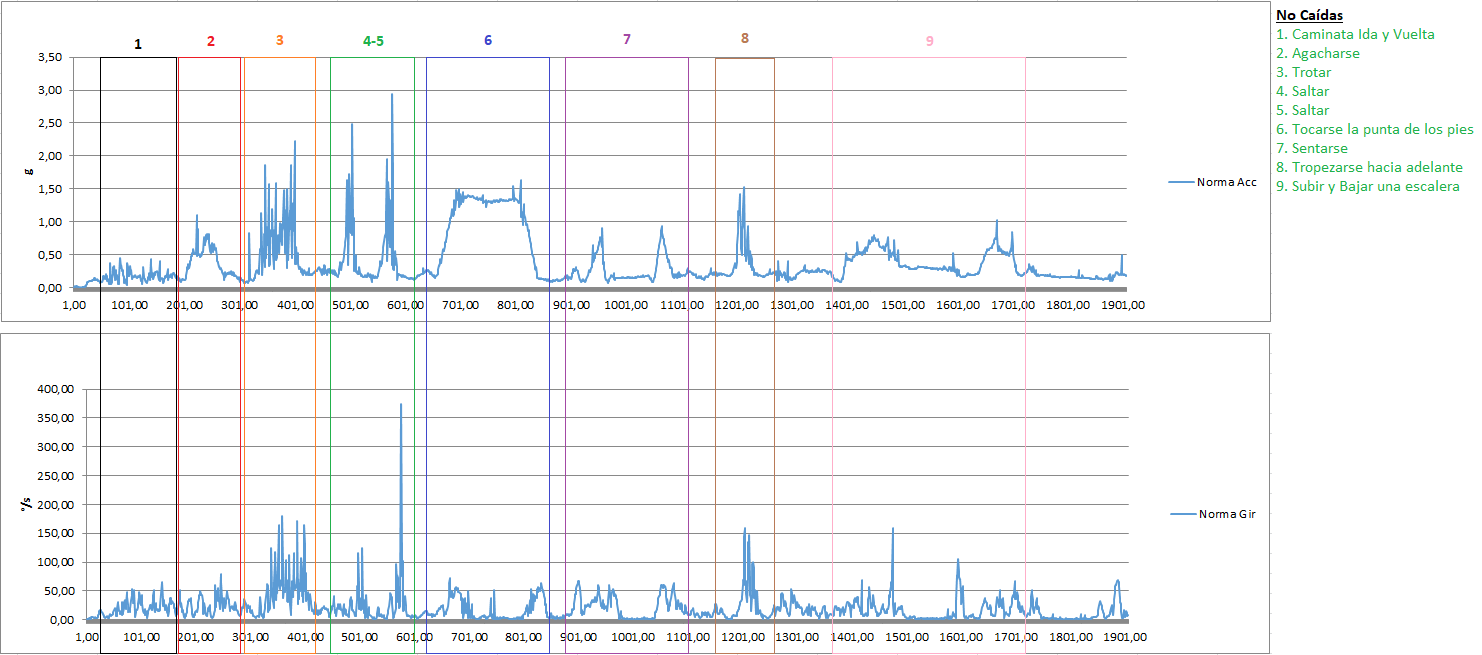 1 2 3 4-5 6 7 8 9
3,50
3,00
2,50
2,00
1,50
1,00
0,50
0,00
g
1,00 101,00 201,00 301,00 401,00 501,00 601,00 701,00 801,00 901,00 1001,00 1101,00 1201,00 1301,00 1401,00 1501,00 1601,00 1701,00 1801,00 1901,00
Norma Acc
No Caídas
1. Caminata Ida y Vuelta
2. Agacharse
3. Trotar
4. Saltar
5. Saltar
6. Tocarse la punta de los pies
7. Sentarse
8. Tropezarse hacia adelante
9. Subir y Bajar una escalera
400,00
350,00
300,00
250,00
200,00
150,00
100,00
50,00
0,00
°/s
1,00 101,00 201,00 301,00 401,00 501,00 601,00 701,00 801,00 901,00 1001,00 1101,00 1201,00 1301,00 1401,00 1501,00 1601,00 1701,00 1801,00 1901,00
Norma Gir